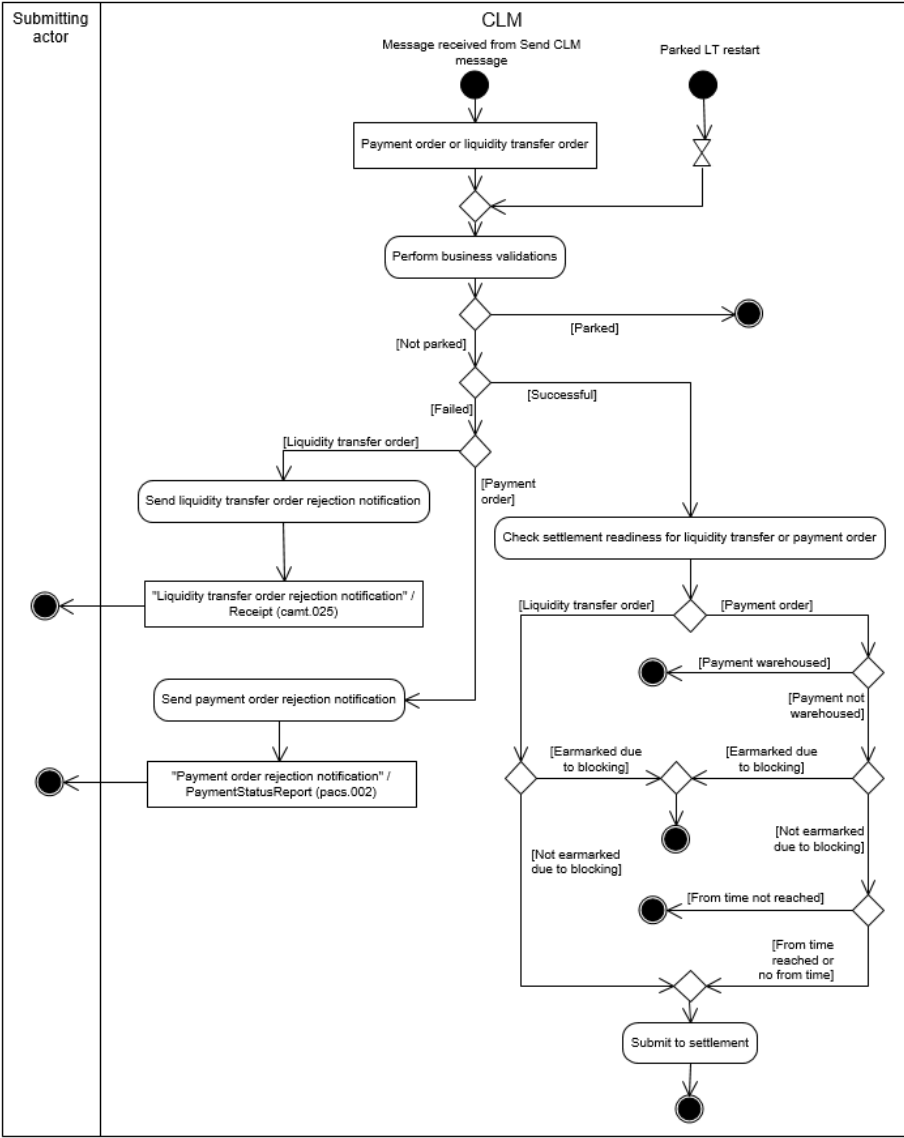 Submitting
actor
CLM
Message received from Send CLM
message
Parked LT restart
Payment order or liquidity transfer order
Perform business validations
[Parked]
[Not parked]
[Successful]
[Failed]
[Liquidity transfer order]
[Payment
order]
Send liquidity transfer order rejection notification
Check settlement readiness for liquidity transfer or payment order
"Liquidity transfer order rejection notification" /
Receipt (camt.025)
[Liquidity transfer order]
[Payment order]
[Payment warehoused]
Send payment order rejection notification
[Payment not
warehoused]
"Payment order rejection notification" /
PaymentStatusReport (pacs.002)
[Earmarked due
to blocking]
[Earmarked due
to blocking]
[Not earmarked
due to blocking]
[Not earmarked
due to blocking]
[From time not reached]
[From time
reached or
no from time]
Submit to settlement